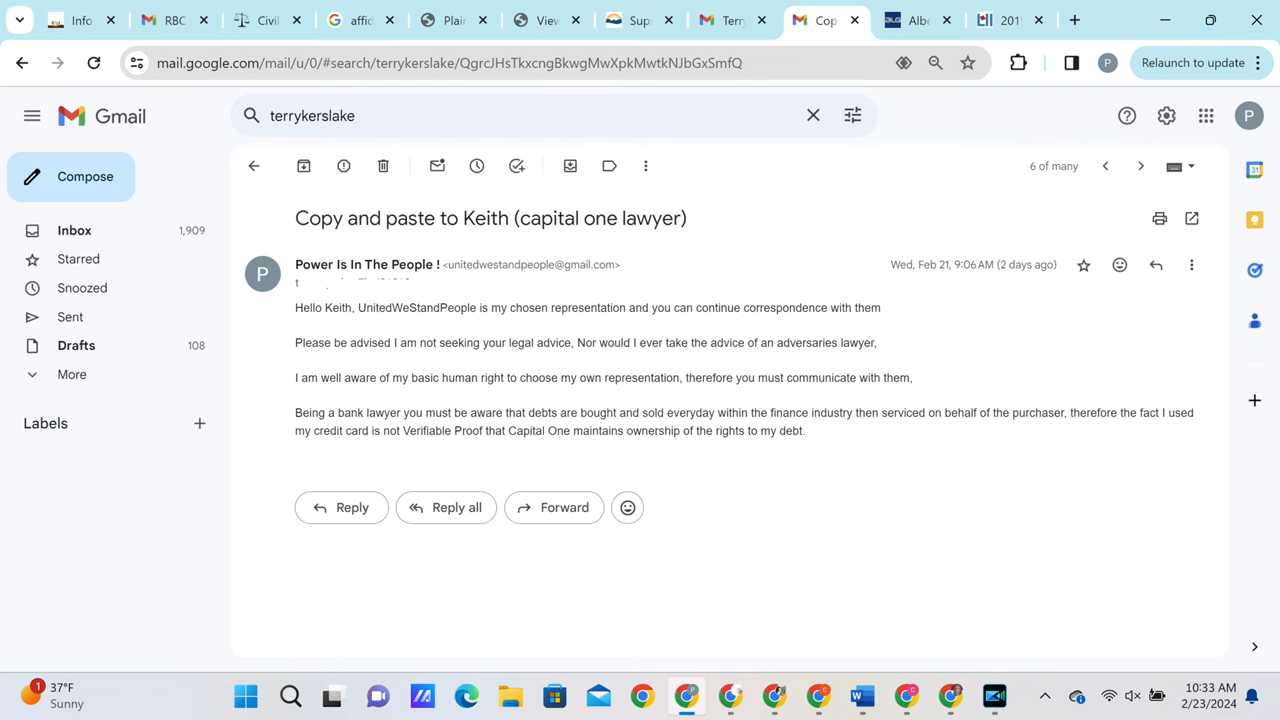 Info
RBC
Civil
affid
Plair
View
Supr
Terry
Cop
Albe
201
mail.google.com/mail/u/0/#search/terrykerslake/QgrcJHsTkxcngBkwgMwXpkMwtkNJbGxSmfQ
P
Relaunch to update
Gmail
terrykerslake
P
Compose
6 of many
Inbox 1,909
Starred
Snoozed
Sent
Drafts 108
More
Labels
Copy and paste to Keith (capital one lawyer)
P
Power Is In The People ! <unitedwestandpeople@gmail.com>
Wed, Feb 21, 9:06 AM (2 days ago)
Hello Keith, UnitedWeStandPeople is my chosen representation and you can continue correspondence with them
Please be advised I am not seeking your legal advice, Nor would I ever take the advice of an adversaries lawyer,
I am well aware of my basic human right to choose my own representation, therefore you must communicate with them,
Being a bank lawyer you must be aware that debts are bought and sold everyday within the finance industry then serviced on behalf of the purchaser, therefore the fact I used
my credit card is not Verifiable Proof that Capital One maintains ownership of the rights to my debt.
Reply
Reply all
Forward
31
1
37°F
Sunny
10:33 AM
2/23/2024